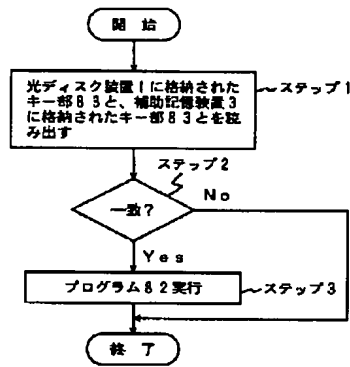 開 始
光ディスク装置1に格納された
キー部83と、補助記憶装置3
に格納されたキー部83とを読
み出す
ステップ1
ステップ2
一致?
No
Yes
プログラム82実行
ステップ3
終 了